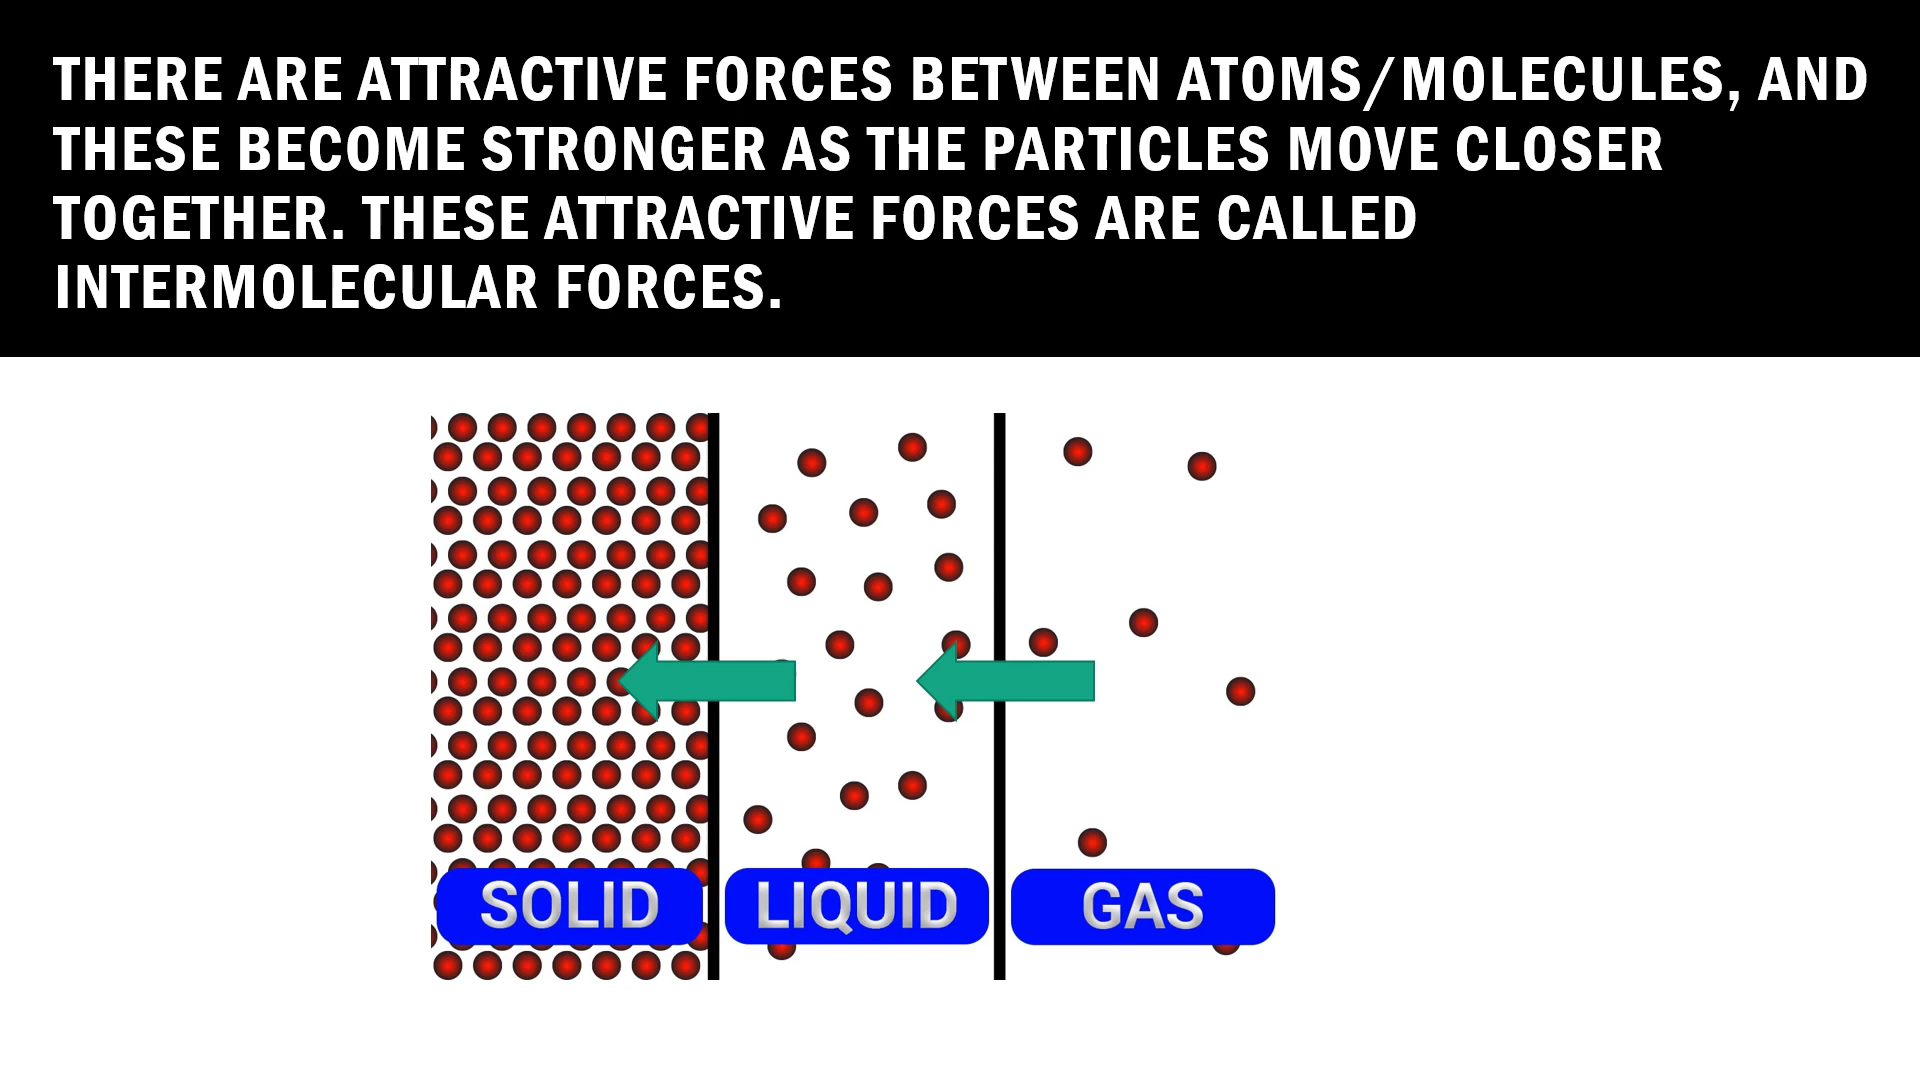 THERE ARE ATTRACTIVE FORCES BETWEEN ATOMS/MOLECULES, AND
THESE BECOME STRONGER AS THE PARTICLES MOVE CLOSER
TOGETHER. THESE ATTRACTIVE FORCES ARE CALLED
INTERMOLECULAR FORCES.
SOLID
LIQUID
GAS